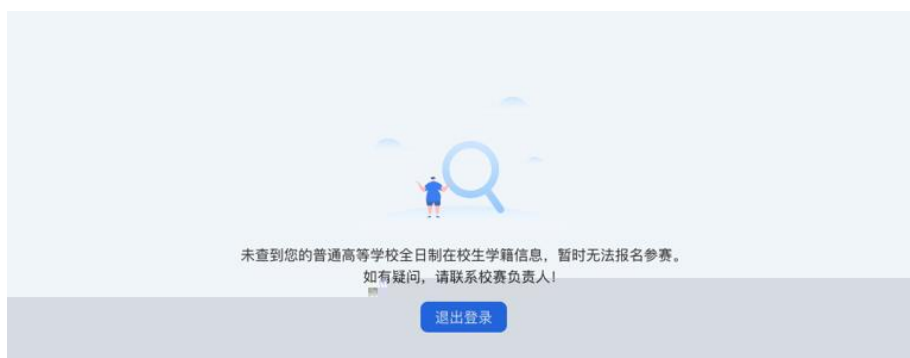 未查到您的普通高等学校全日制在校生学籍信息，暂时无法报名参赛。
如有疑问，请联系校赛负责人！
退出登录